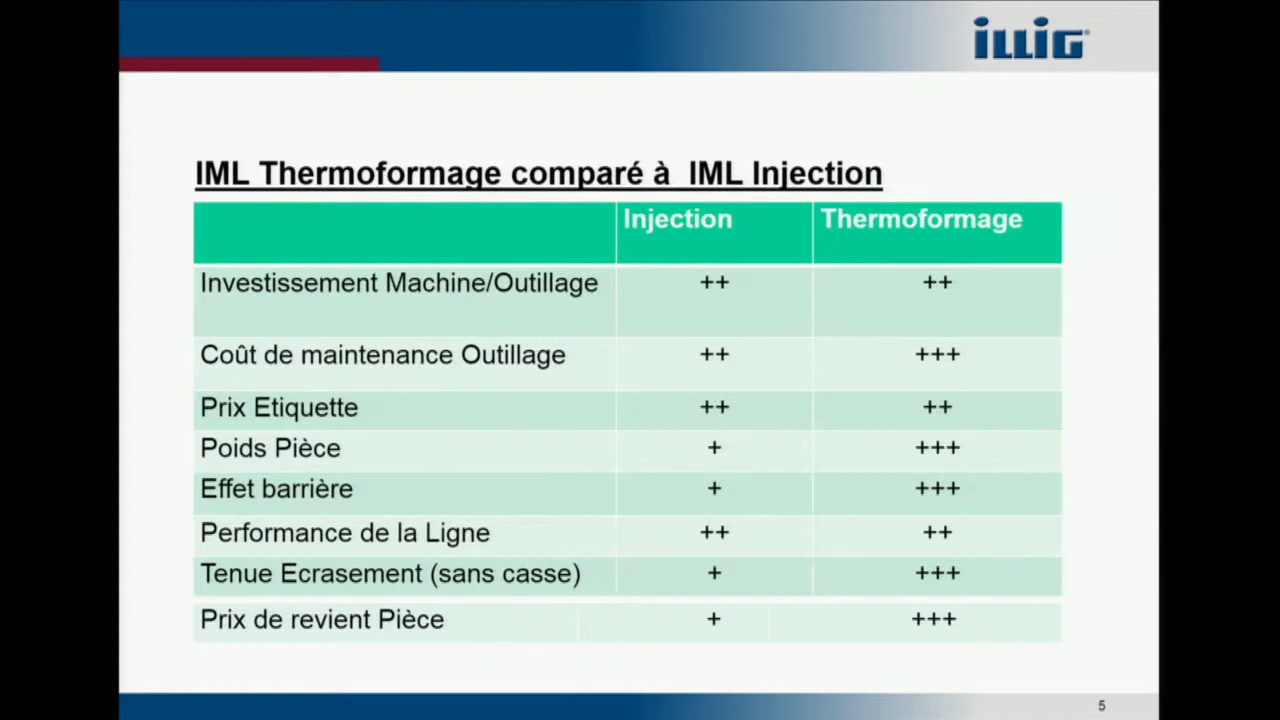 ILLIG
IML Thermoformage comparé à IML Injection
Injection Thermoformage
Investissement Machine/Outillage ++ ++
Coût de maintenance Outillage ++ +++
Prix Etiquette ++ ++
Poids Pièce + +++
Effet barrière + +++
Performance de la Ligne ++ ++
Tenue Ecrasement (sans casse) + +++
Prix de revient Pièce + +++
5